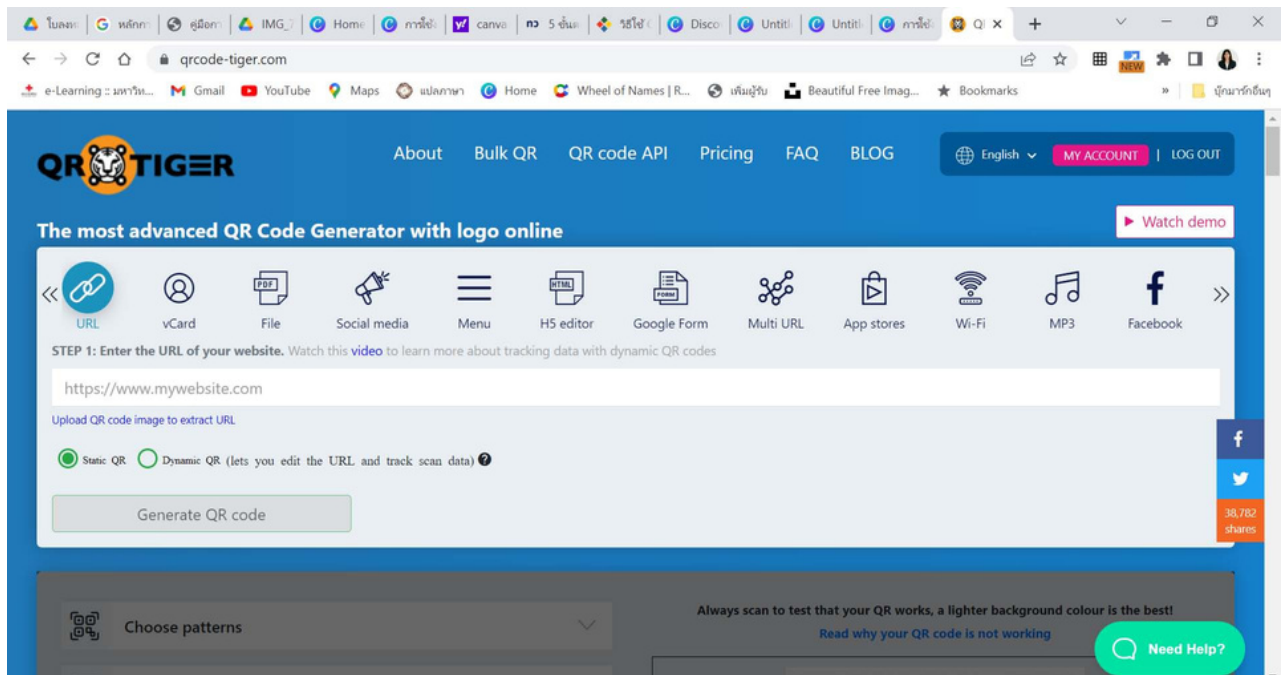 ใบลงท
หลักกา
คู่มือกา
IMG_2
Home
การใช้
canva
5 ขั้นต
วิธีใช้ C
Disco
Untitl
Untitl
การใช้
QI
qrcode-tiger.com
NEW
e-Learning :: มหาวิท...
Gmail
YouTube
Maps
แปลภาษา
Home
Wheel of Names | R...
เพิ่มผู้รับ
Beautiful Free Imag...
Bookmarks
»
บุ๊กมาร์กอื่นๆ
QR TIGER
About
Bulk QR
QR code API
Pricing
FAQ
BLOG
English
MY ACCOUNT | LOG OUT
The most advanced QR Code Generator with logo online
Watch demo
URL
vCard
PDF
File
Social media
Menu
HTML
H5 editor
FORM
Google Form
Multi URL
App stores
Wi-Fi
MP3
Facebook
STEP 1: Enter the URL of your website. Watch this video to learn more about tracking data with dynamic QR codes
https://www.mywebsite.com
Upload QR code image to extract URL
Static QR
Dynamic QR (lets you edit the URL and track scan data)
Generate QR code
38,782
shares
Choose patterns
Always scan to test that your QR works, a lighter background colour is the best!
Read why your QR code is not working
Need Help?